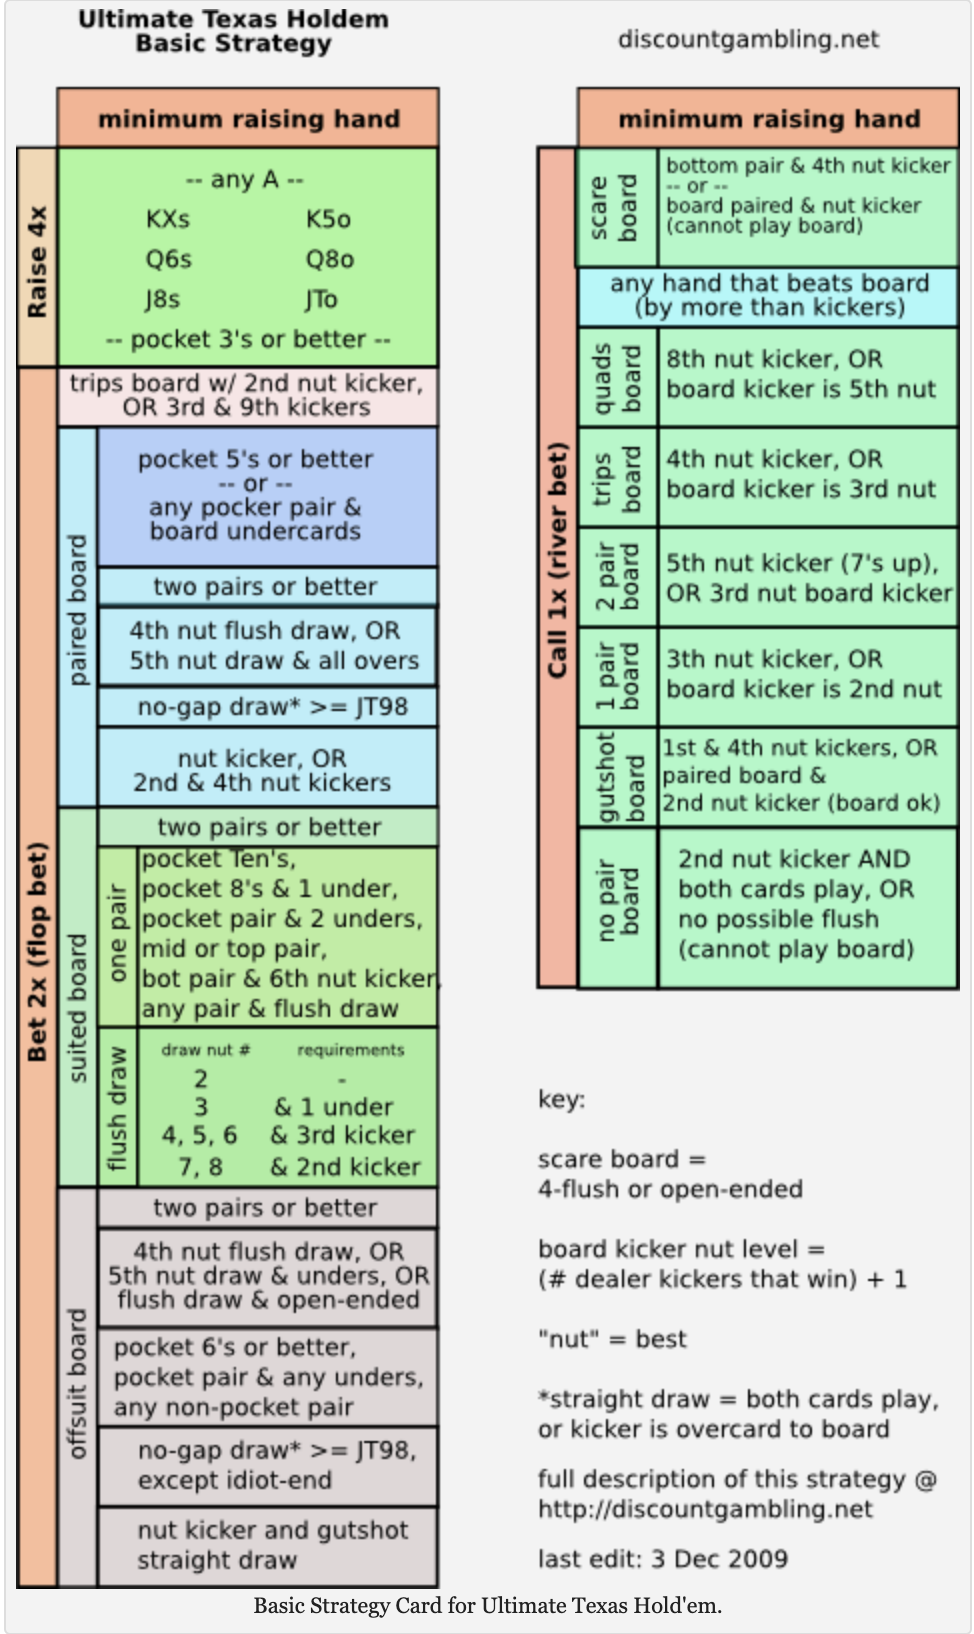 Ultimate Texas Holdem
Basic Strategy
discountgambling.net
minimum raising hand
Raise 4x
-- any A --
KXs K5o
Q6s Q8o
J8s JTo
-- pocket 3's or better --
Bet 2x (flop bet)
trips board w/ 2nd nut kicker,
OR 3rd & 9th kickers
paired board
pocket 5's or better
-- or --
any pocker pair &
board undercards
two pairs or better
4th nut flush draw, OR
5th nut draw & all overs
no-gap draw* >= JT98
nut kicker, OR
2nd & 4th nut kickers
suited board
two pairs or better
one pair
pocket Ten's,
pocket 8's & 1 under,
pocket pair & 2 unders,
mid or top pair,
bot pair & 6th nut kicker,
any pair & flush draw
flush draw
draw nut # requirements
2 -
3 & 1 under
4, 5, 6 & 3rd kicker
7, 8 & 2nd kicker
offsuit board
two pairs or better
4th nut flush draw, OR
5th nut draw & unders, OR
flush draw & open-ended
pocket 6's or better,
pocket pair & any unders,
any non-pocket pair
no-gap draw* >= JT98,
except idiot-end
nut kicker and gutshot
straight draw
minimum raising hand
Call 1x (river bet)
scare
board
bottom pair & 4th nut kicker
-- or --
board paired & nut kicker
(cannot play board)
any hand that beats board
(by more than kickers)
quads
board
8th nut kicker, OR
board kicker is 5th nut
trips
board
4th nut kicker, OR
board kicker is 3rd nut
2 pair
board
5th nut kicker (7's up),
OR 3rd nut board kicker
1 pair
board
3rd nut kicker, OR
board kicker is 2nd nut
gutshot
board
1st & 4th nut kickers, OR
paired board &
2nd nut kicker (board ok)
no pair
board
2nd nut kicker AND
both cards play, OR
no possible flush
(cannot play board)
key:
scare board =
4-flush or open-ended
board kicker nut level =
(# dealer kickers that win) + 1
"nut" = best
*straight draw = both cards play,
or kicker is overcard to board
full description of this strategy @
http://discountgambling.net
last edit: 3 Dec 2009
Basic Strategy Card for Ultimate Texas Hold'em.